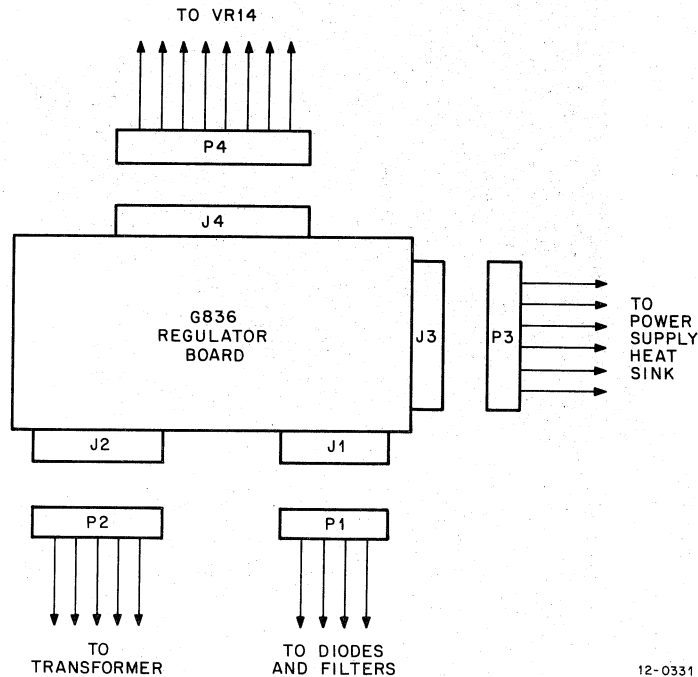 TO VR14
P4
J4
G836
REGULATOR
BOARD
J3
P3
TO
POWER
SUPPLY
HEAT
SINK
J2
J1
P2
P1
TO
TRANSFORMER
TO DIODES
AND FILTERS
12-0331